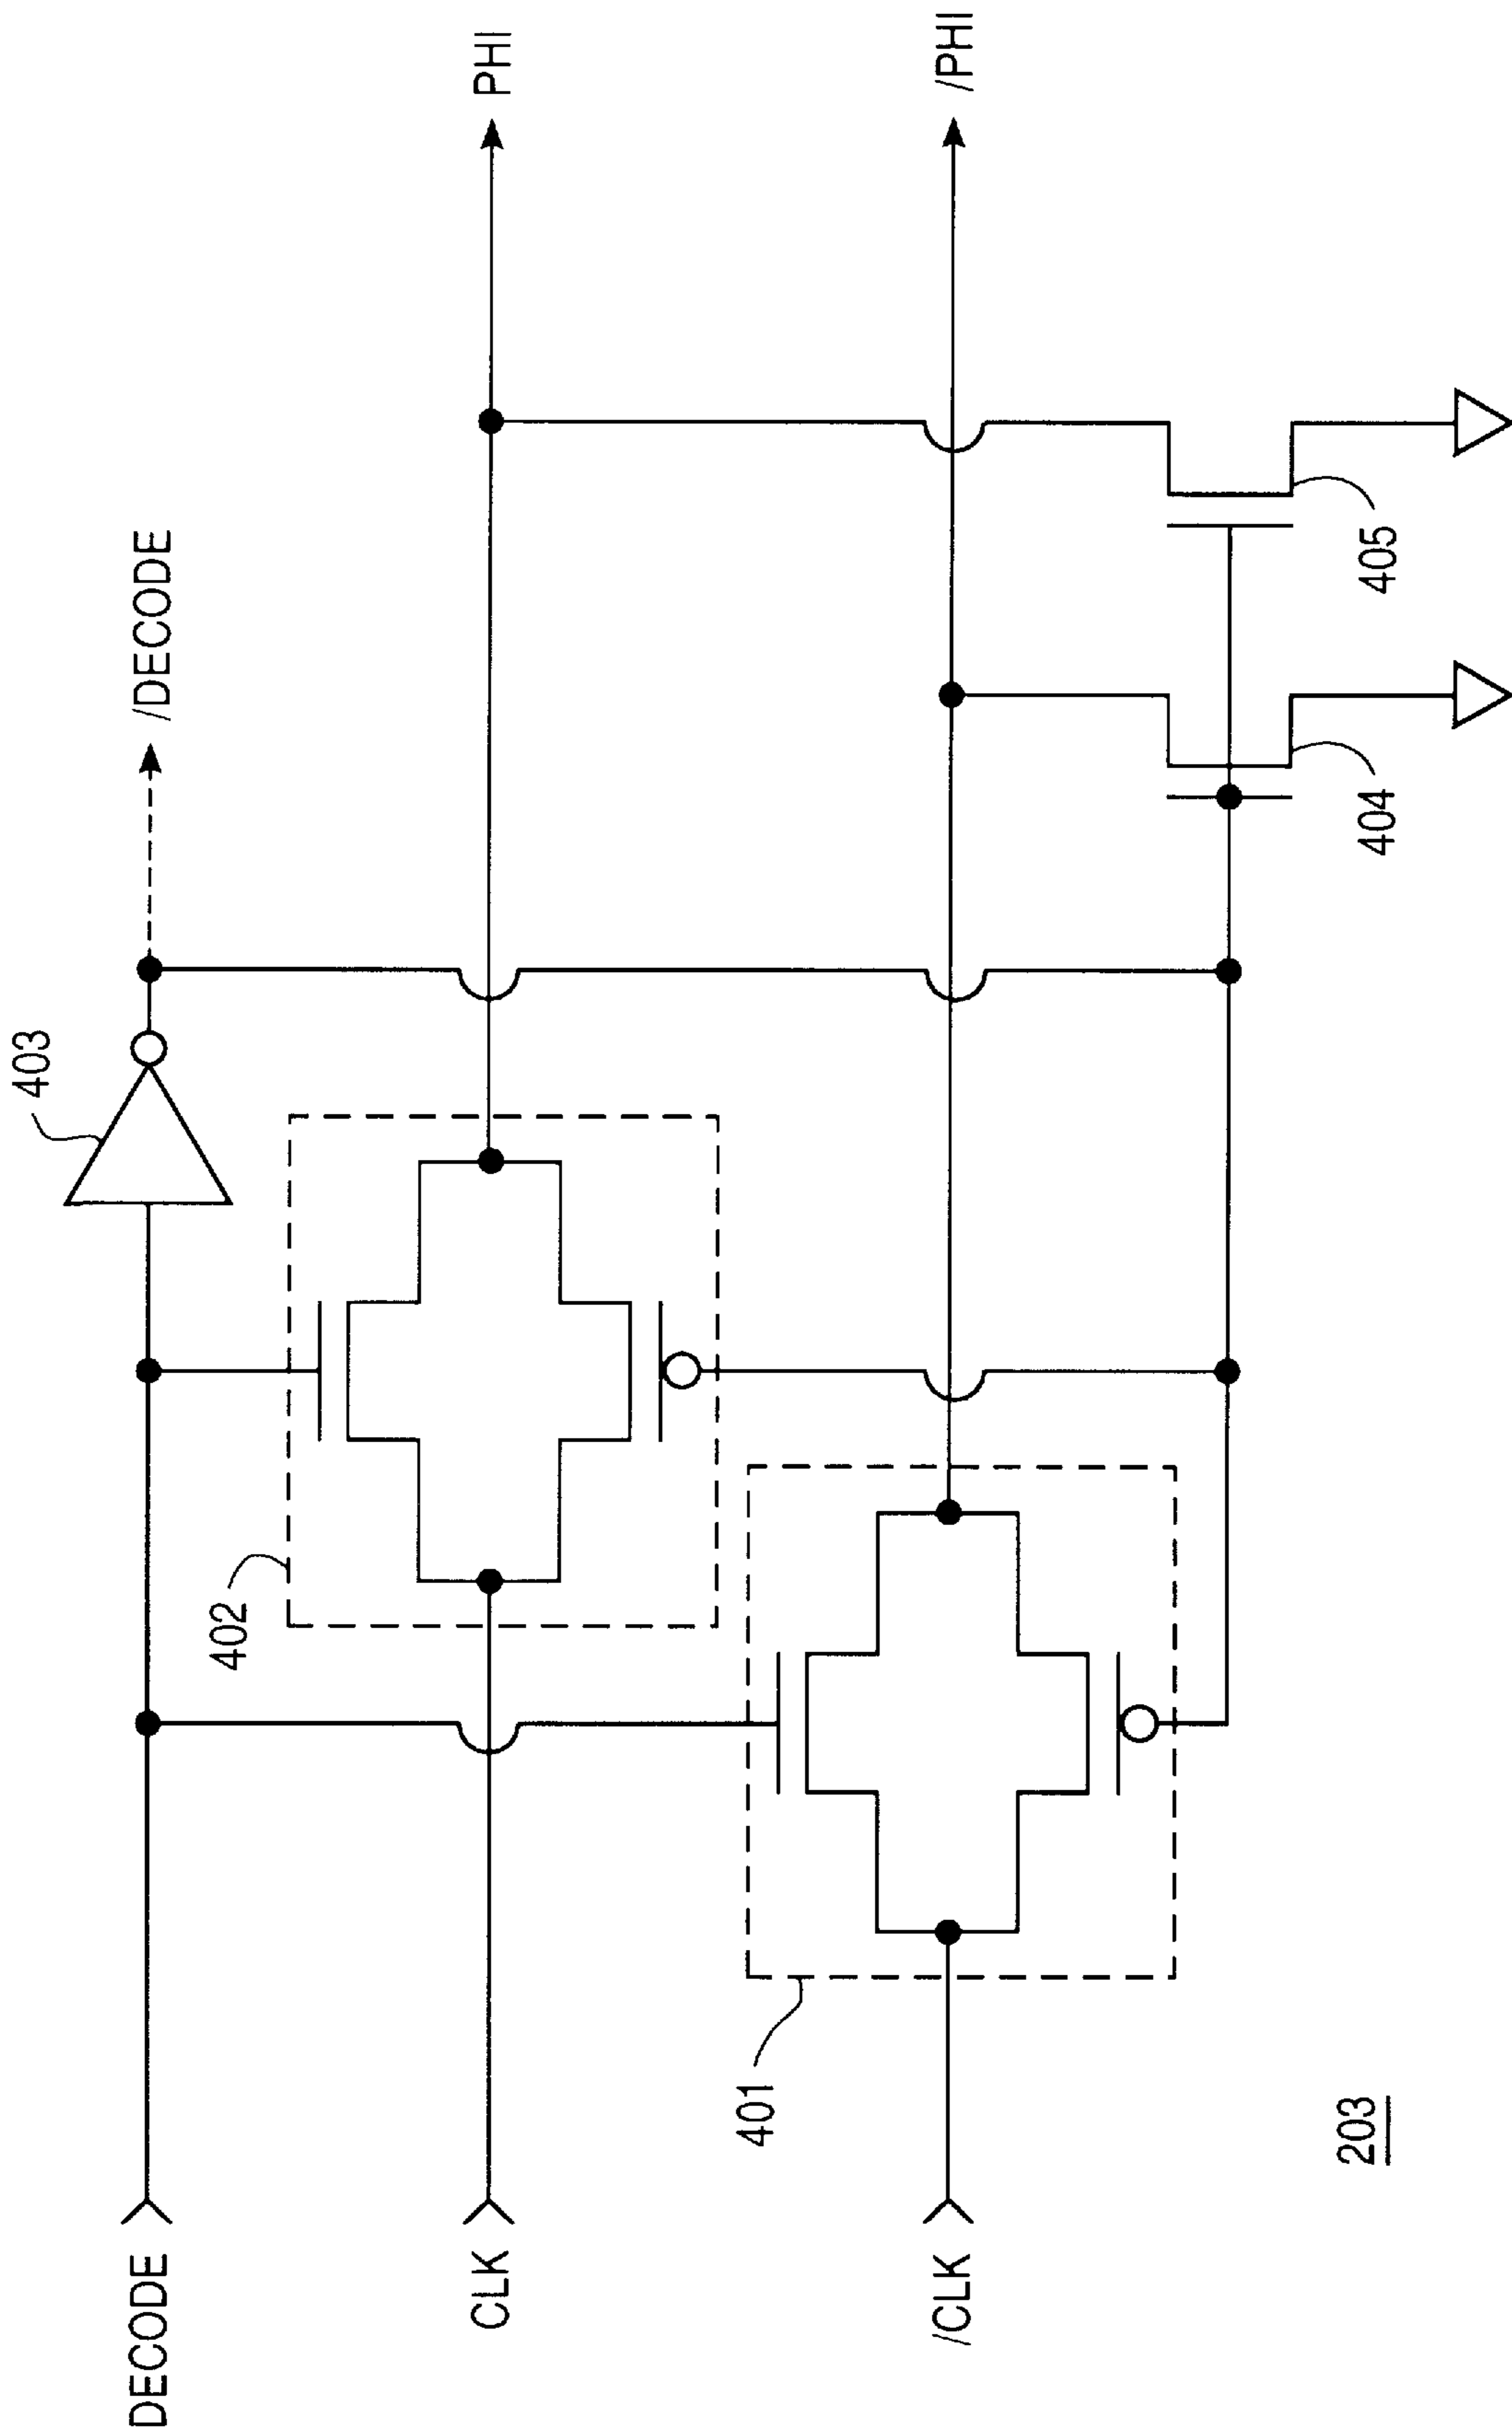 DECODE
CLK
/CLK
401
402
403
/DECODE
PHI
/PHI
404
405
203